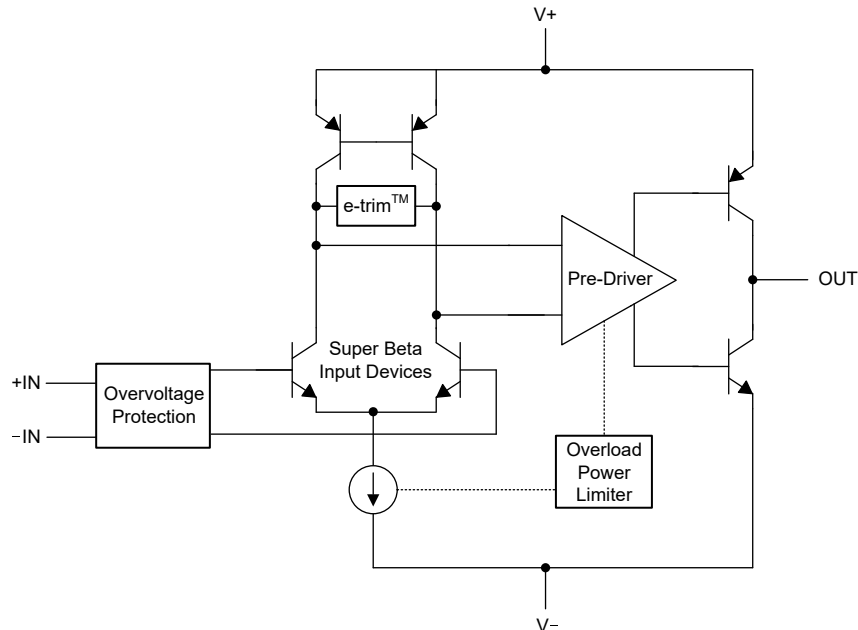 V+
e-trim™
Pre-Driver
OUT
Super Beta
Input Devices
+IN
Overvoltage
Protection
−IN
Overload
Power
Limiter
V−